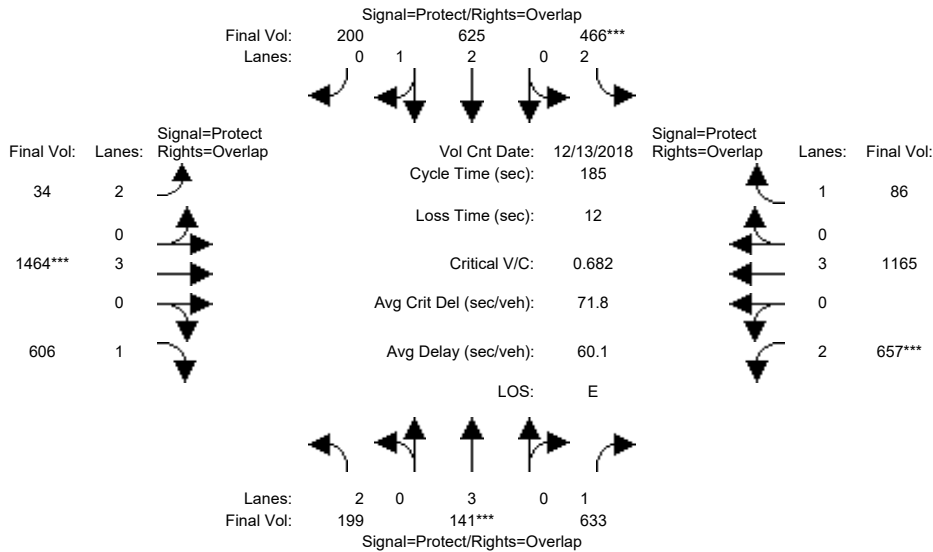 Signal=Protect/Rights=Overlap
Final Vol: 200 625 466***
Lanes: 0 1 2 0 2
Signal=Protect
Final Vol: Lanes: Rights=Overlap
Vol Cnt Date: 12/13/2018
Signal=Protect
Rights=Overlap Lanes: Final Vol:
Cycle Time (sec): 185
34 2
1 86
Loss Time (sec): 12
0
0
1464*** 3
Critical V/C: 0.682
3 1165
0
Avg Crit Del (sec/veh): 71.8
0
606 1
Avg Delay (sec/veh): 60.1
2 657***
LOS: E
Lanes: 2 0 3 0 1
Final Vol: 199 141*** 633
Signal=Protect/Rights=Overlap